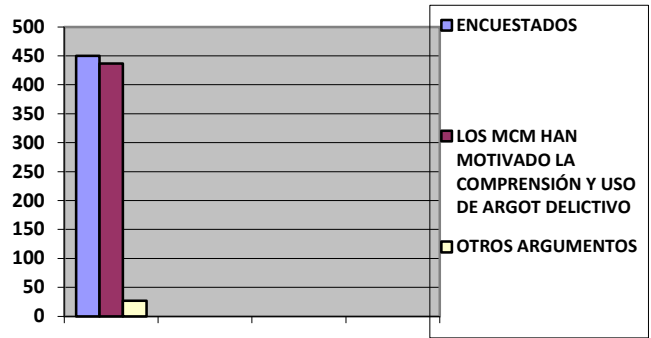 500
450
400
350
300
250
200
150
100
50
0
ENCUESTADOS
LOS MCM HAN
MOTIVADO LA
COMPRENSIÓN Y USO
DE ARGOT DELICTIVO
OTROS ARGUMENTOS